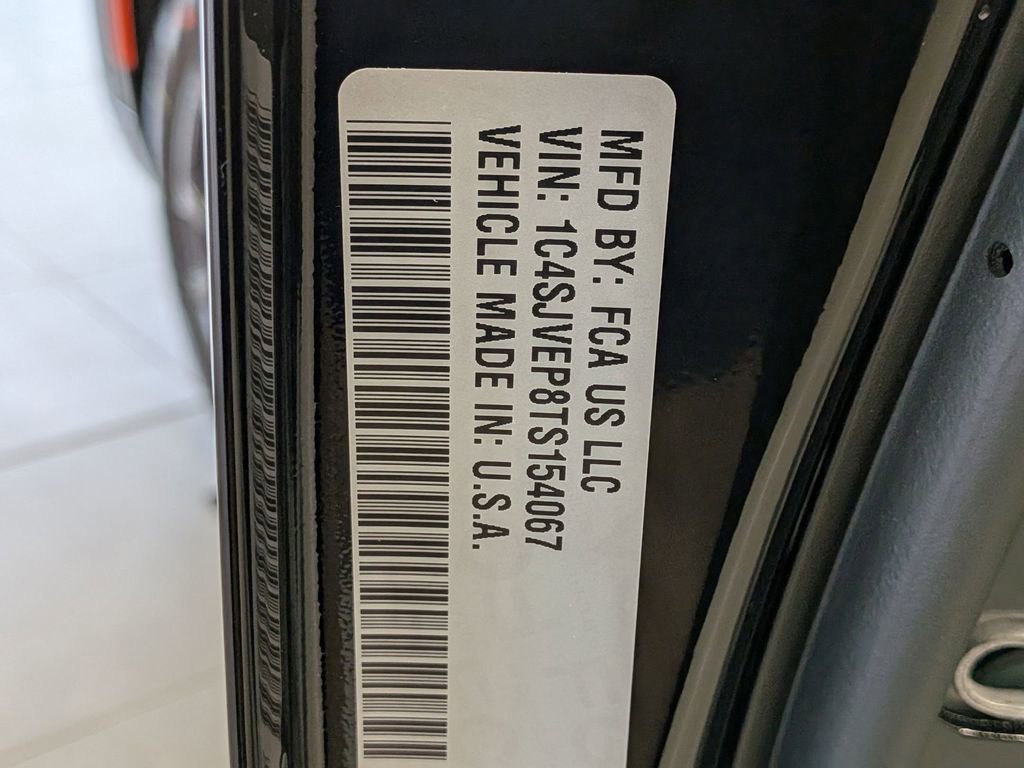 MFD BY: FCA US LLC
VIN: 1C4SJVEP8TS154067
VEHICLE MADE IN: U.S.A.